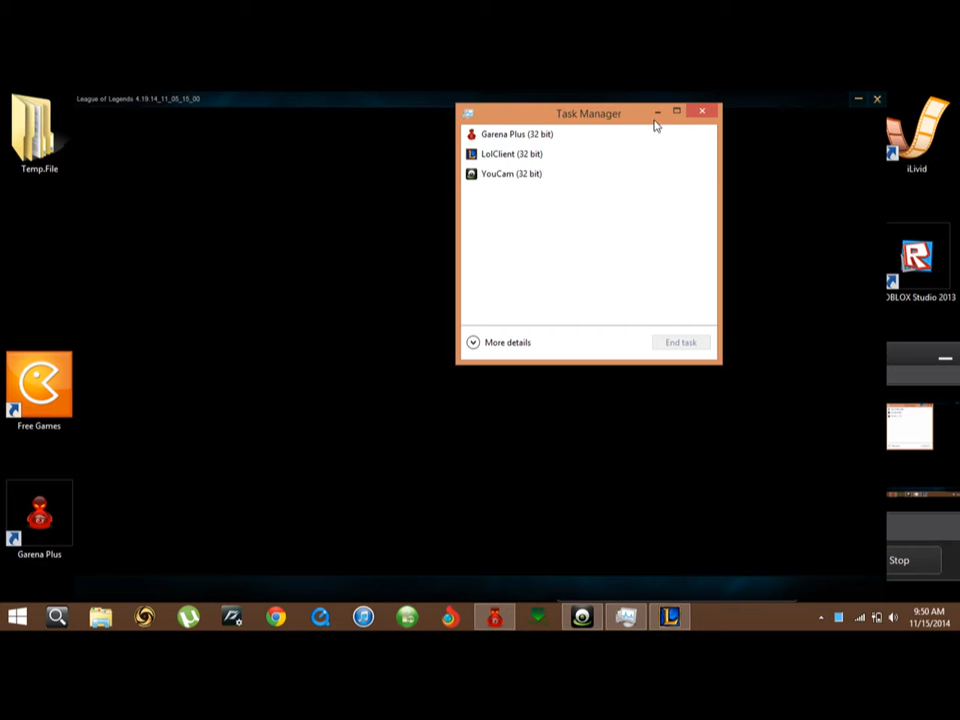 League of Legends 4.19.14_11_05_15_00
Task Manager
Garena Plus (32 bit)
LolClient (32 bit)
YouCam (32 bit)
More details
End task
Temp.File
Free Games
Garena Plus
iLivid
OBLOX Studio 2013
Stop
9:50 AM
11/15/2014